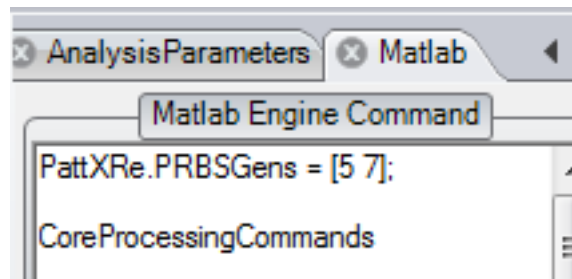 AnalysisParameters Matlab
Matlab Engine Command
PattXRe.PRBSGens = [5 7];
CoreProcessingCommands